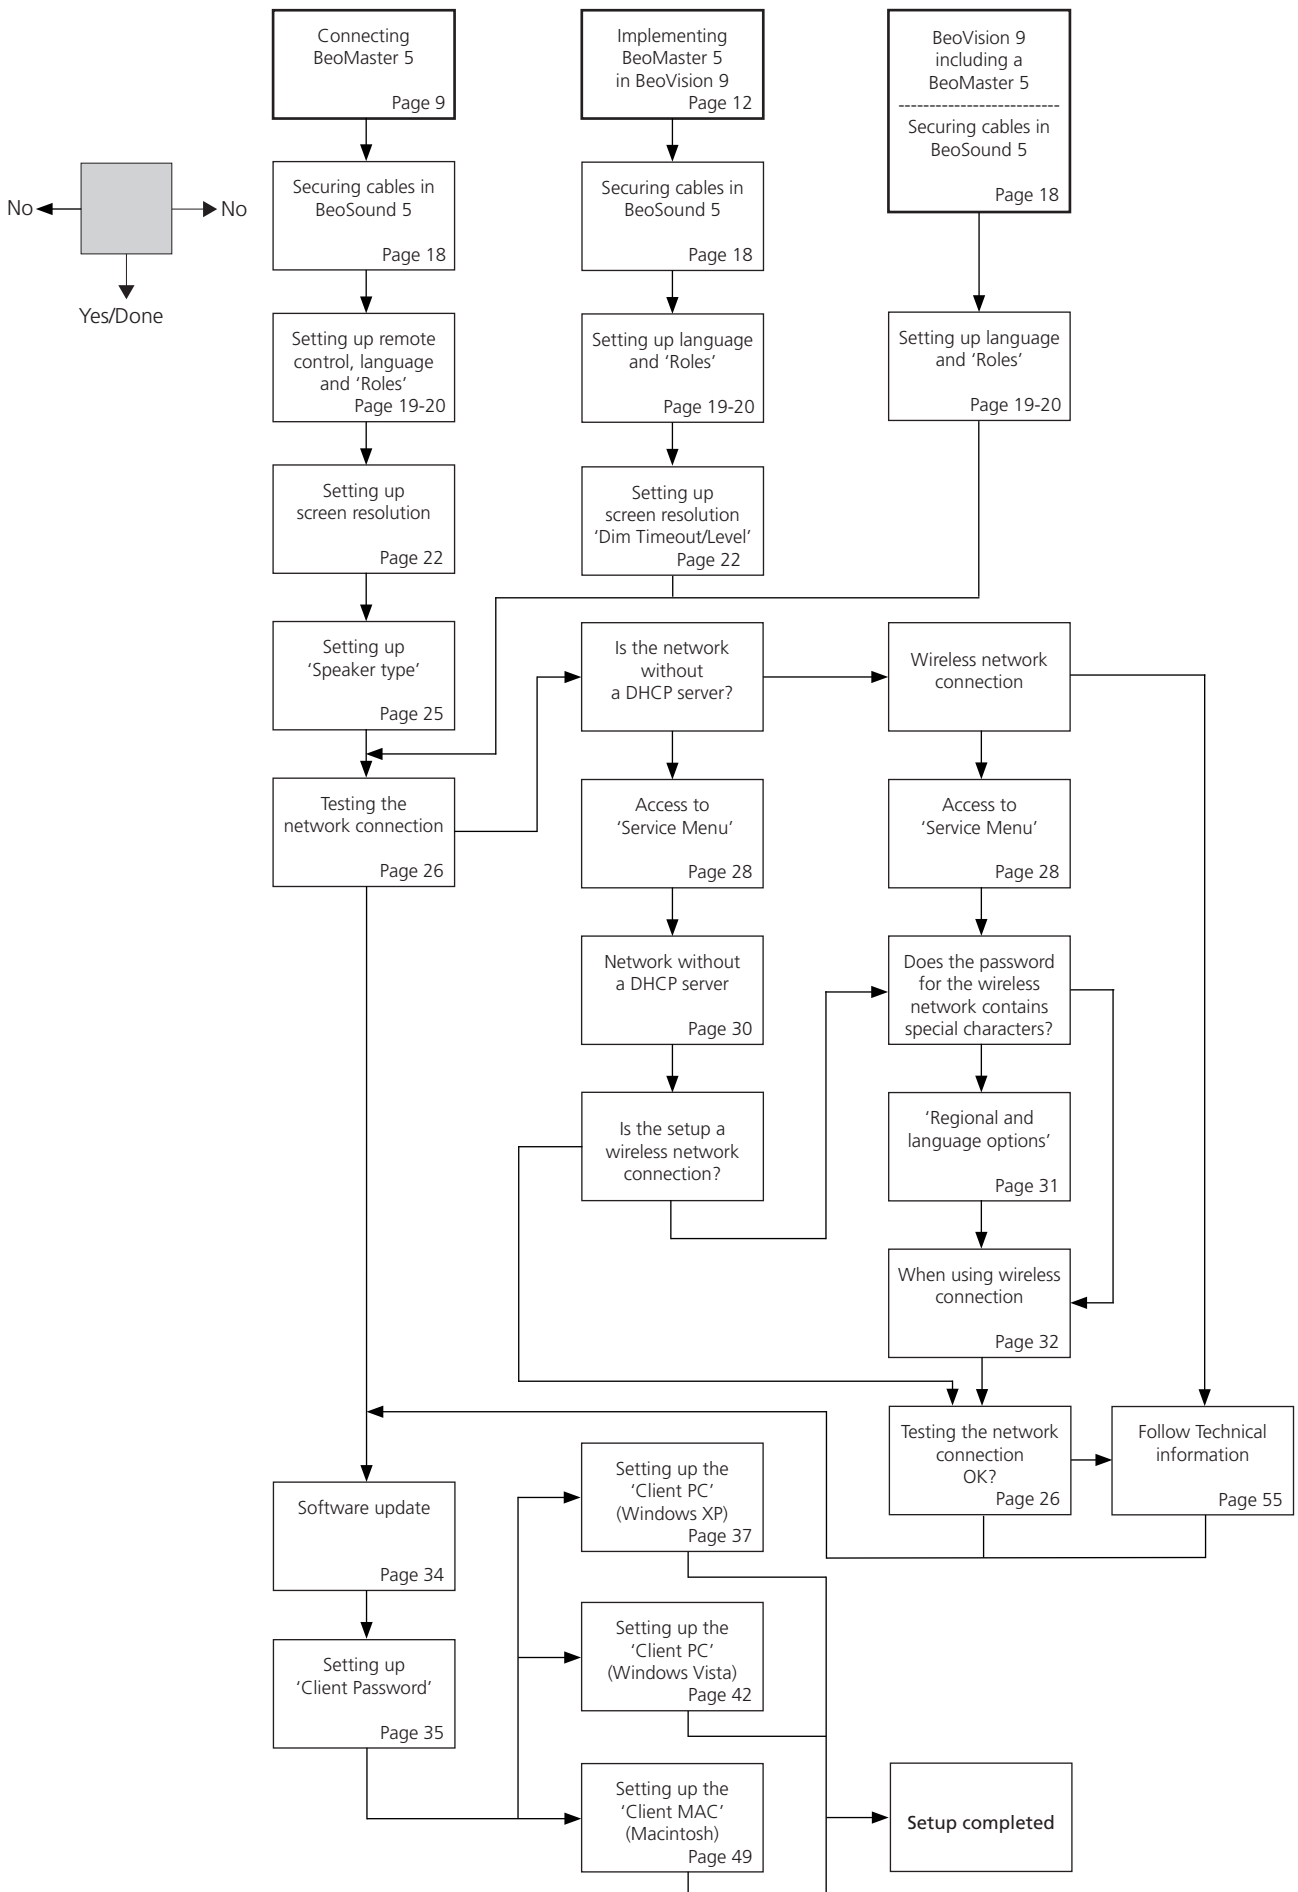 Connecting
BeoMaster 5
Page 9
Implementing
BeoMaster 5
in BeoVision 9
Page 12
BeoVision 9
including a
BeoMaster 5
Securing cables in
BeoSound 5
Page 18
No
No
Yes/Done
Securing cables in
BeoSound 5
Page 18
Securing cables in
BeoSound 5
Page 18
Setting up remote
control, language
and ‘Roles’
Page 19-20
Setting up language
and ‘Roles’
Page 19-20
Setting up language
and ‘Roles’
Page 19-20
Setting up
screen resolution
Page 22
Setting up
screen resolution
‘Dim Timeout/Level’
Page 22
Setting up
‘Speaker type’
Page 25
Is the network
without
a DHCP server?
Wireless network
connection
Testing the
network connection
Page 26
Access to
‘Service Menu’
Page 28
Access to
‘Service Menu’
Page 28
Network without
a DHCP server
Page 30
Does the password
for the wireless
network contains
special characters?
Is the setup a
wireless network
connection?
‘Regional and
language options’
Page 31
When using wireless
connection
Page 32
Testing the network
connection
OK?
Page 26
Follow Technical
information
Page 55
Software update
Page 34
Setting up the
‘Client PC’
(Windows XP)
Page 37
Setting up
‘Client Password’
Page 35
Setting up the
‘Client PC’
(Windows Vista)
Page 42
Setting up the
‘Client MAC’
(Macintosh)
Page 49
Setup completed